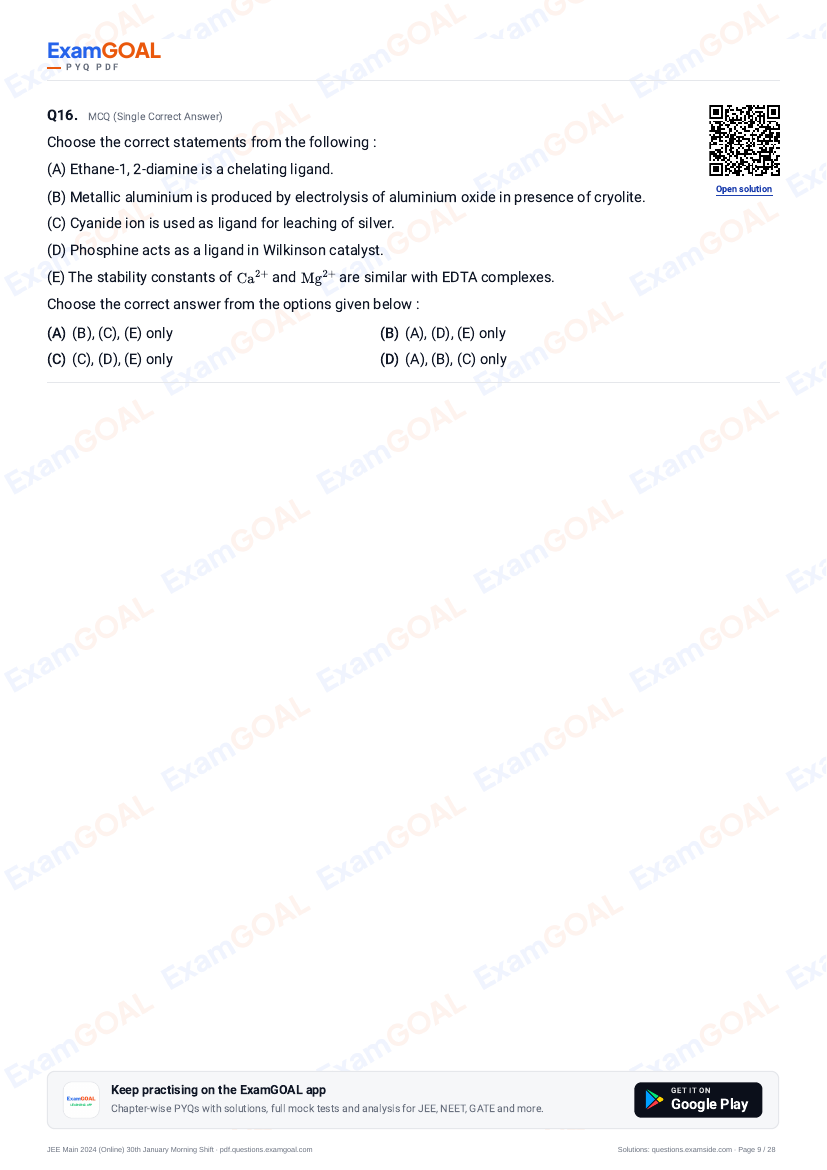 ExamGOAL
PYQ PDF
Q16. MCQ (Single Correct Answer)
Choose the correct statements from the following :
(A) Ethane-1, 2-diamine is a chelating ligand.
(B) Metallic aluminium is produced by electrolysis of aluminium oxide in presence of cryolite.
(C) Cyanide ion is used as ligand for leaching of silver.
(D) Phosphine acts as a ligand in Wilkinson catalyst.
(E) The stability constants of Ca²⁺ and Mg²⁺ are similar with EDTA complexes.
Choose the correct answer from the options given below :
(A) (B), (C), (E) only (B) (A), (D), (E) only
(C) (C), (D), (E) only (D) (A), (B), (C) only
Open solution
Keep practising on the ExamGOAL app
Chapter-wise PYQs with solutions, full mock tests and analysis for JEE, NEET, GATE and more.
GET IT ON
Google Play
JEE Main 2024 (Online) 30th January Morning Shift · pdf.questions.examgoal.com
Solutions: questions.examside.com · Page 9 / 28